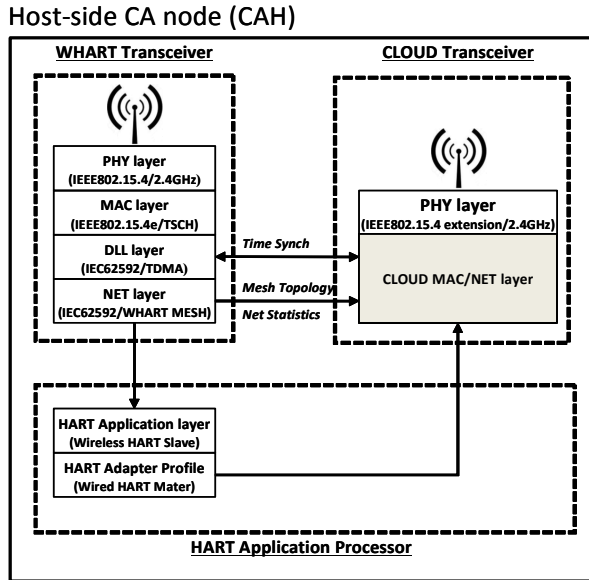 Host-side CA node (CAH)
WHART Transceiver
CLOUD Transceiver
PHY layer
(IEEE802.15.4/2.4GHz)
MAC layer
(IEEE802.15.4e/TSCH)
DLL layer
(IEC62592/TDMA)
NET layer
(IEC62592/WHART MESH)
Time Synch
Mesh Topology
Net Statistics
PHY layer
(IEEE802.15.4 extension/2.4GHz)
CLOUD MAC/NET layer
HART Application layer
(Wireless HART Slave)
HART Adapter Profile
(Wired HART Mater)
HART Application Processor